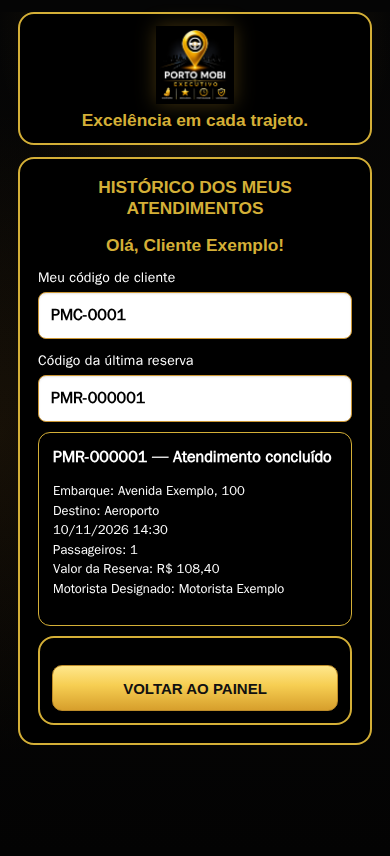 PORTO MOBI
EXECUTIVO
Excelência em cada trajeto.
HISTÓRICO DOS MEUS
ATENDIMENTOS
Olá, Cliente Exemplo!
Meu código de cliente
PMC-0001
Código da última reserva
PMR-000001
PMR-000001 — Atendimento concluído
Embarque: Avenida Exemplo, 100
Destino: Aeroporto
10/11/2026 14:30
Passageiros: 1
Valor da Reserva: R$ 108,40
Motorista Designado: Motorista Exemplo
VOLTAR AO PAINEL